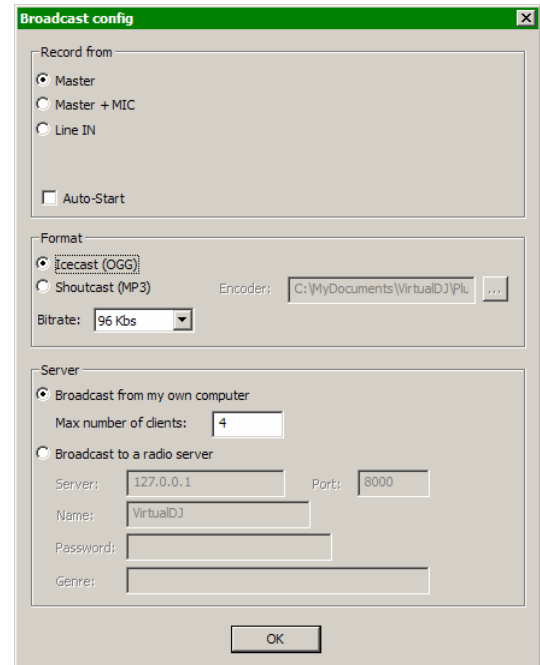 Broadcast config
Record from
Master
Master + MIC
Line IN
Auto-Start
Format
Icecast (OGG)
Shoutcast (MP3) Encoder: C:\MyDocuments\VirtualDJ\Plu ...
Bitrate: 96 Kbs
Server
Broadcast from my own computer
Max number of clients: 4
Broadcast to a radio server
Server: 127.0.0.1 Port: 8000
Name: VirtualDJ
Password:
Genre:
OK